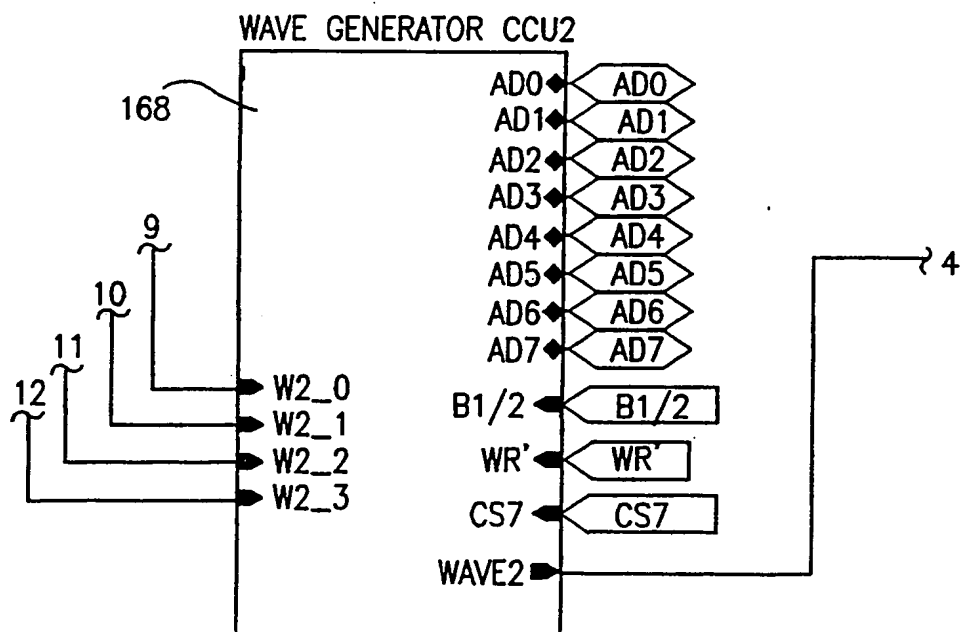 WAVE GENERATOR CCU2
168
AD0 AD0
AD1 AD1
AD2 AD2
AD3 AD3
9
AD4 AD4
4
AD5 AD5
10
AD6 AD6
11
AD7 AD7
12
W2_0
B1/2 B1/2
W2_1
W2_2
WR' WR'
W2_3
CS7 CS7
WAVE2